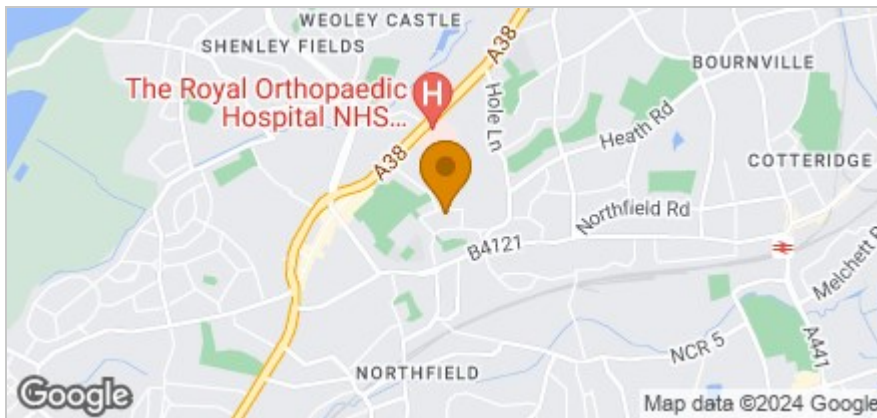 WEOLEY CASTLE
SHENLEY FIELDS
A38
BOURNVILLE
The Royal Orthopaedic
Hospital NHS...
H
Hole Ln
Heath Rd
A38
COTTERIDGE
Northfield Rd
B4121
Melchett R
NCR 5
A441
NORTHFIELD
Google
Map data ©2024 Google